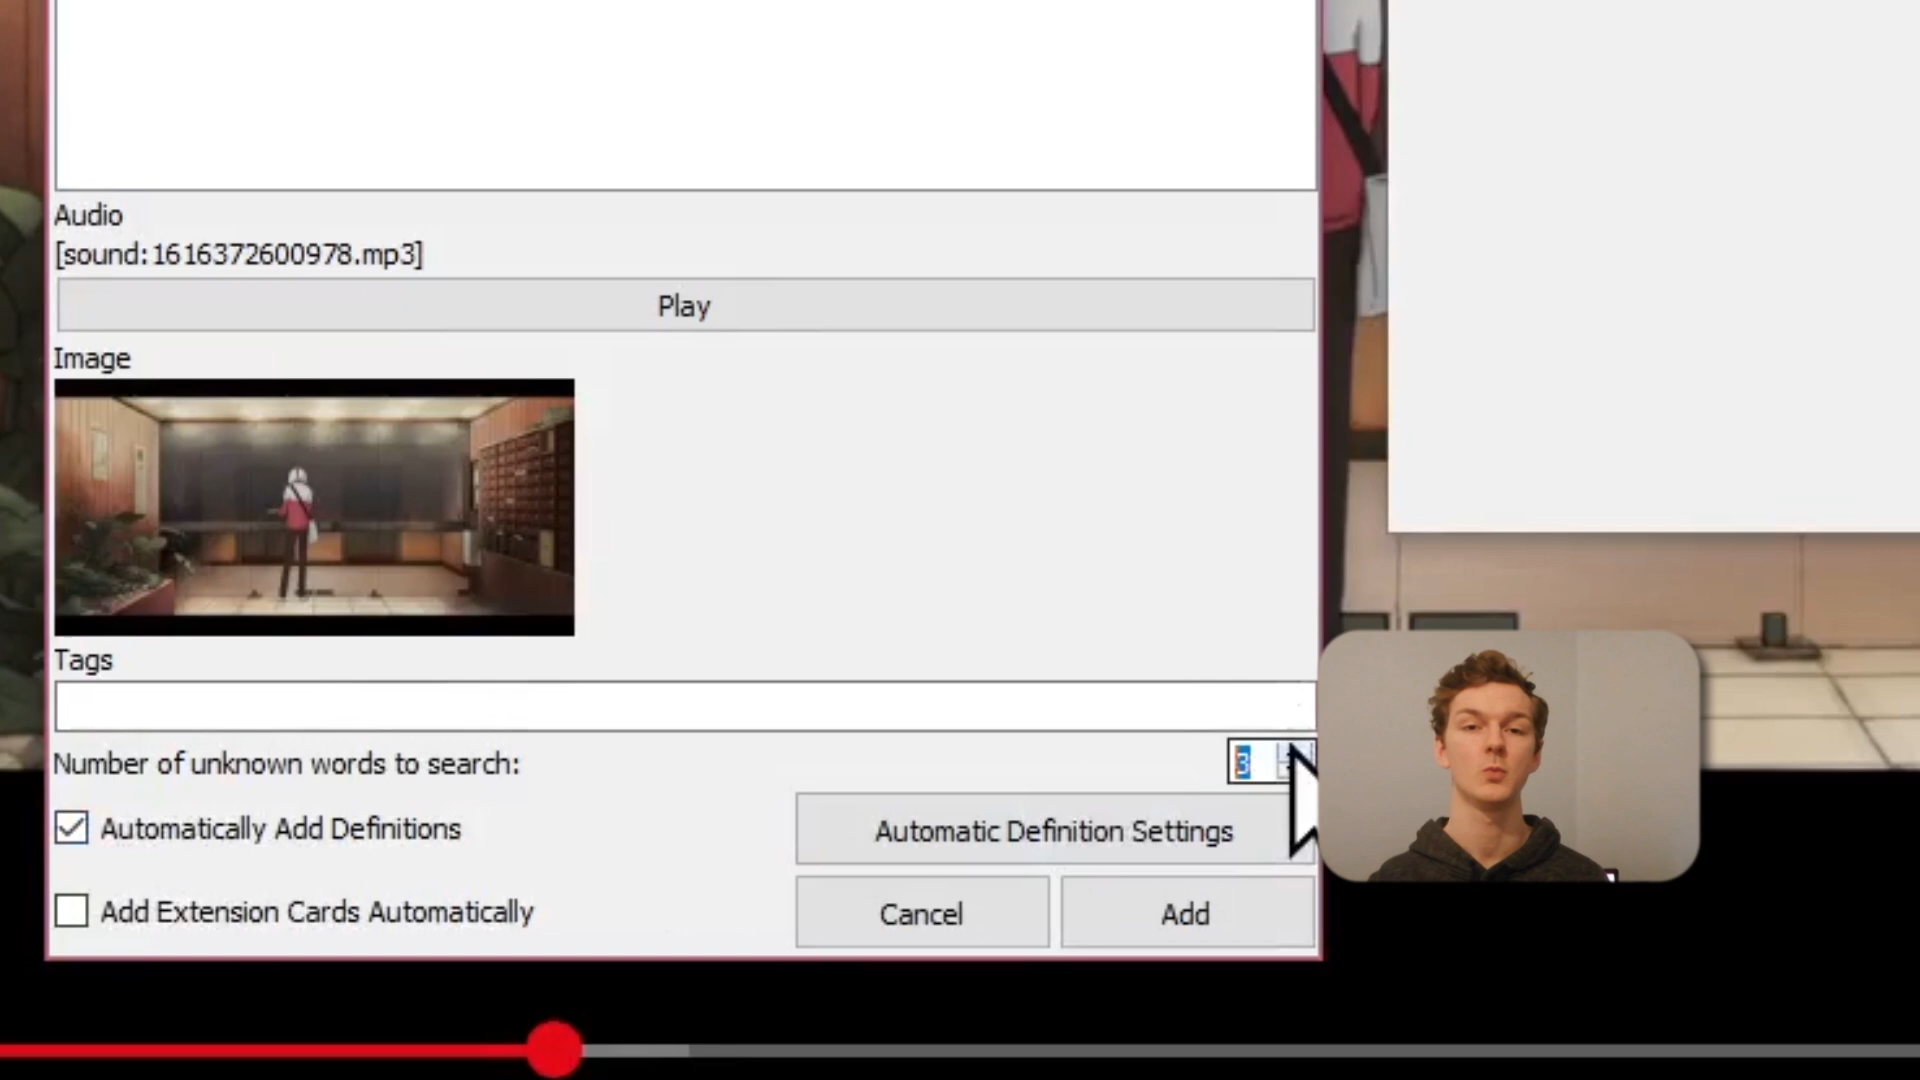 Audio
[sound:1616372600978.mp3]
Play
Image
Tags
Number of unknown words to search:
3
Automatically Add Definitions
Automatic Definition Settings
Add Extension Cards Automatically
Cancel
Add